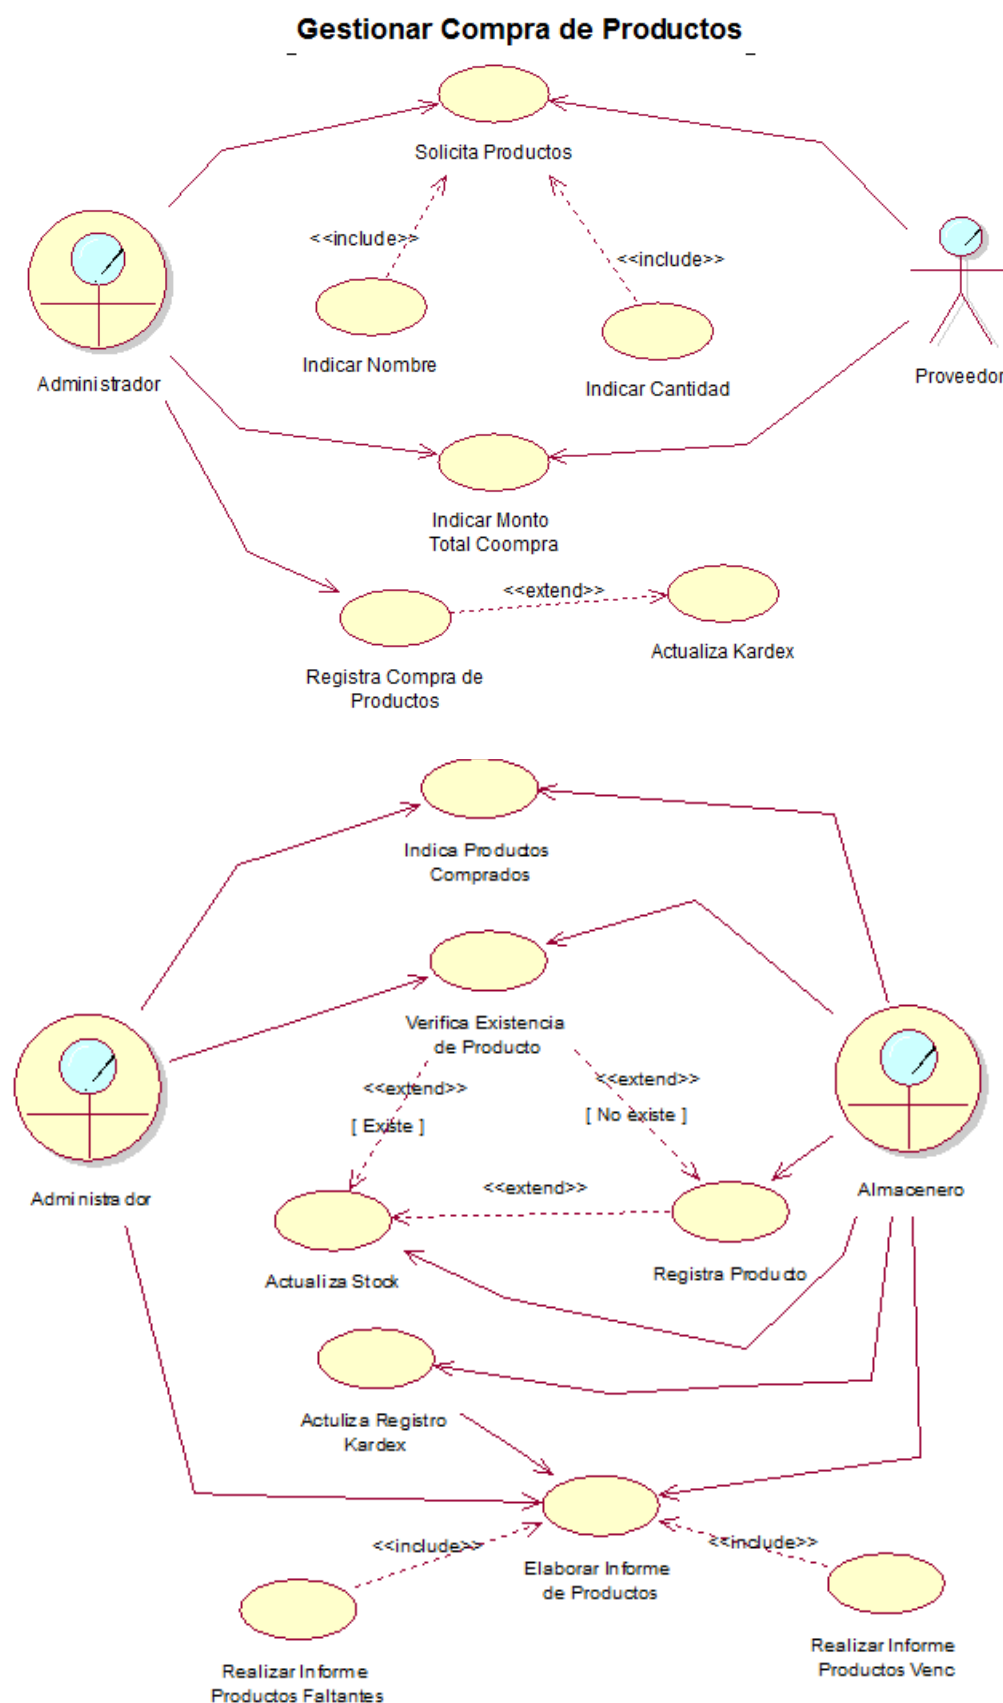 Gestionar Compra de Productos
Solicita Productos
<<include>>
<<include>>
Indicar Nombre
Indicar Cantidad
Administrador
Proveedor
Indicar Monto
Total Coompra
<<extend>>
Actualiza Kardex
Registra Compra de
Productos
Indica Productos
Comprados
Verifica Existencia
de Producto
<<extend>>
<<extend>>
[ Existe ]
[ No existe ]
Administrador
Almacenero
<<extend>>
Actualiza Stock
Registra Producto
Actuliza Registro
Kardex
<<include>>
<<include>>
Elaborar Informe
de Productos
Realizar Informe
Productos Faltantes
Realizar Informe
Productos Venc